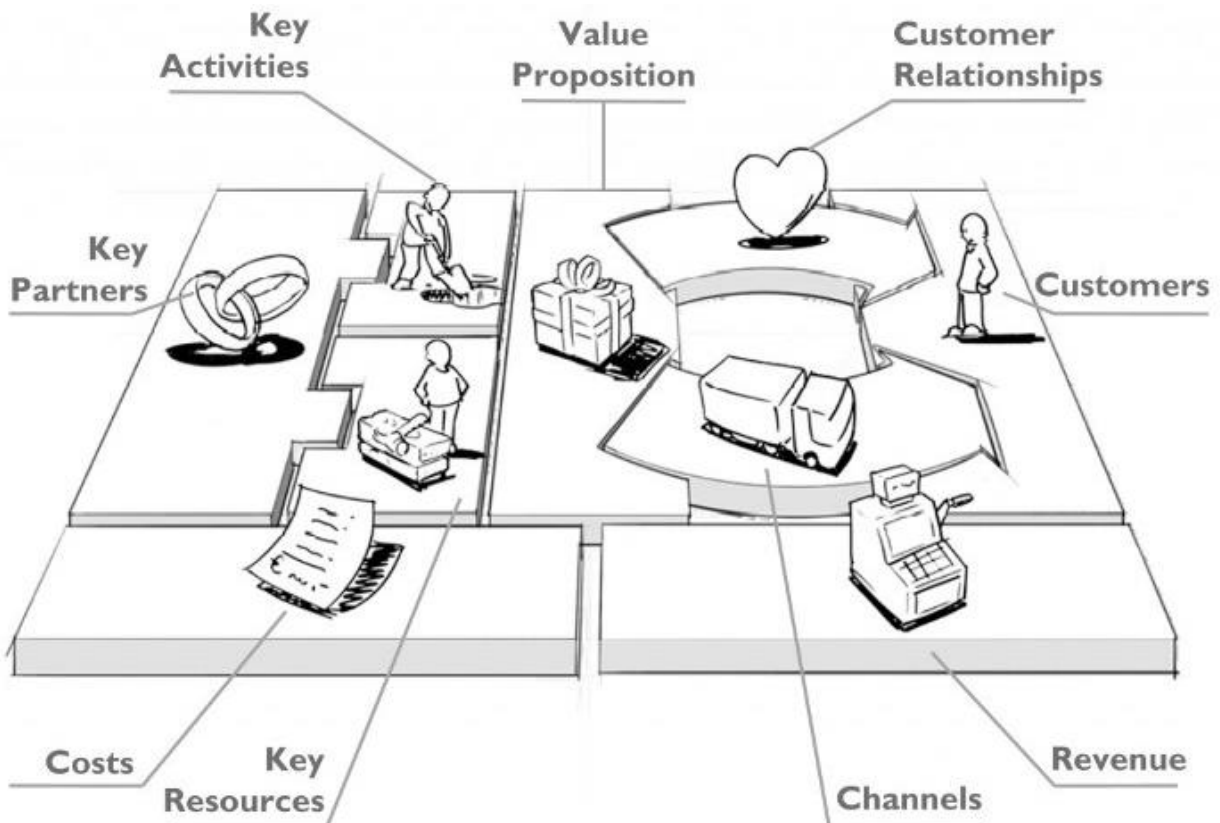 Key
Activities
Value
Proposition
Customer
Relationships
Key
Partners
Customers
Costs
Key
Resources
Channels
Revenue